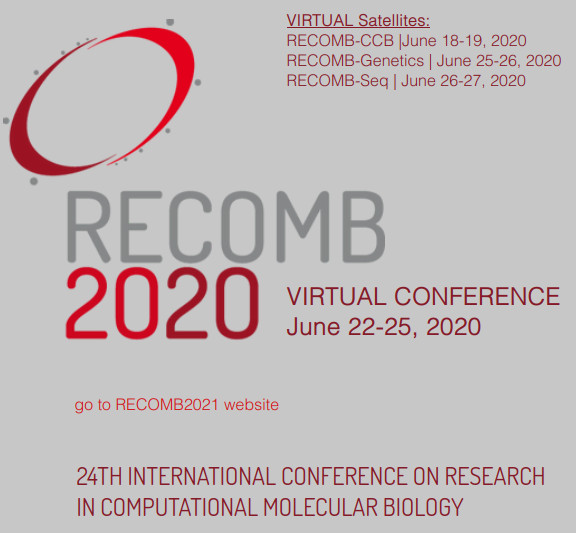 VIRTUAL Satellites:
RECOMB-CCB |June 18-19, 2020
RECOMB-Genetics | June 25-26, 2020
RECOMB-Seq | June 26-27, 2020
RECOMB
2020
VIRTUAL CONFERENCE
June 22-25, 2020
go to RECOMB2021 website
24TH INTERNATIONAL CONFERENCE ON RESEARCH
IN COMPUTATIONAL MOLECULAR BIOLOGY